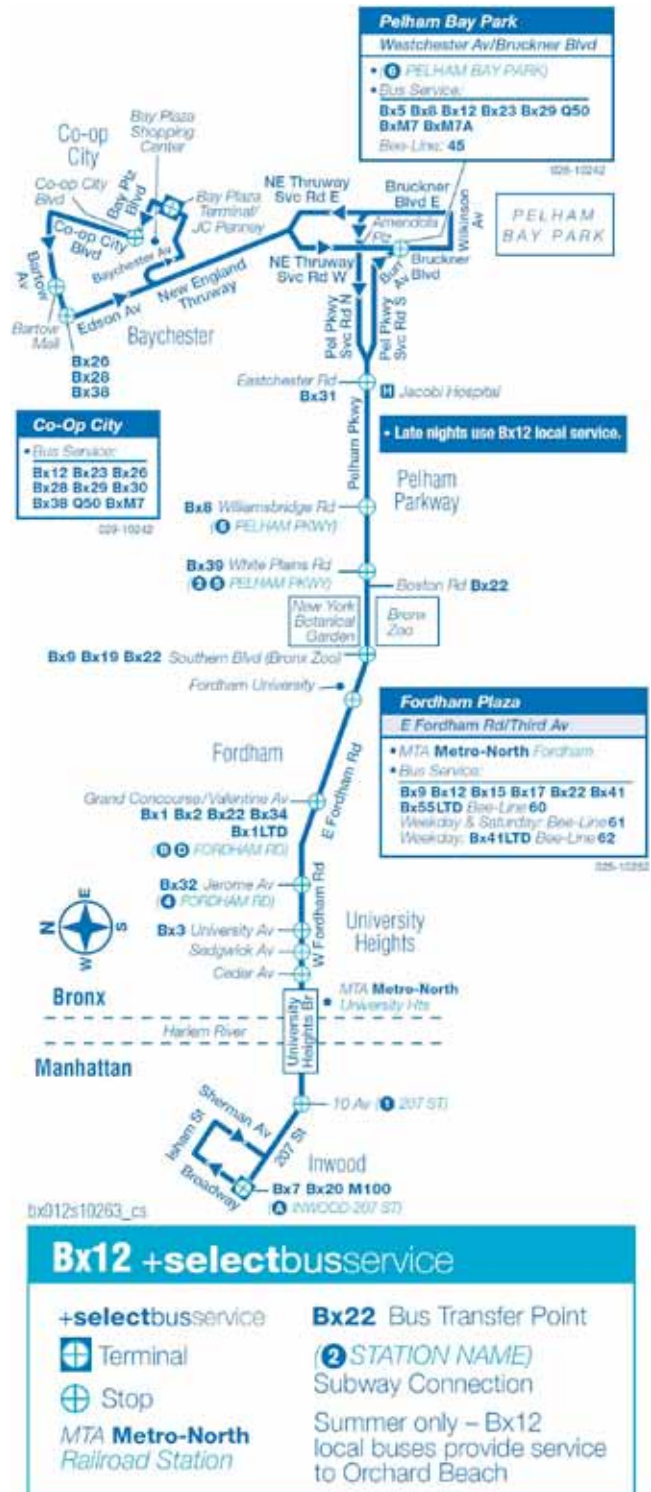 Pelham Bay Park
Westchester Av/Bruckner Blvd
• (6 PELHAM BAY PARK)
• Bus Service:
Bx5 Bx8 Bx12 Bx23 Bx29 Q50
BxM7 BxM7A
Bee-Line: 45
026-10242
Co-op
City
Bay Plaza
Shopping
Center
Co-op City
Blvd
Bay Plz
Blvd
Co-op City
Blvd
Bay Plaza
Terminal/
JC Penney
Baychester Av
Bartow
Av
Bartow
Mall
Edson Av
New England
Thruway
Baychester
Bx26
Bx28
Bx38
NE Thruway
Svc Rd E
Bruckner
Blvd E
Amendola
Plz
Wilkinson
Av
PELHAM
BAY PARK
NE Thruway
Svc Rd W
Burr
Av
Bruckner
Blvd
Pel Pkwy
Svc Rd N
Pel Pkwy
Svc Rd S
Eastchester Rd
Bx31
H Jacobi Hospital
Pelham Pkwy
Co-Op City
• Bus Service:
Bx12 Bx23 Bx26
Bx28 Bx29 Bx30
Bx38 Q50 BxM7
029-10242
• Late nights use Bx12 local service.
Pelham
Parkway
Bx8 Williamsbridge Rd
(5 PELHAM PKWY)
Bx39 White Plains Rd
(2 5 PELHAM PKWY)
Boston Rd Bx22
New York
Botanical
Garden
Bronx
Zoo
Bx9 Bx19 Bx22 Southern Blvd (Bronx Zoo)
Fordham University
Fordham Plaza
E Fordham Rd/Third Av
• MTA Metro-North Fordham
• Bus Service:
Bx9 Bx12 Bx15 Bx17 Bx22 Bx41
Bx55LTD Bee-Line 60
Weekday & Saturday: Bee-Line 61
Weekday: Bx41LTD Bee-Line 62
Fordham
E Fordham Rd
Grand Concourse/Valentine Av
Bx1 Bx2 Bx22 Bx34
Bx1LTD
(B D FORDHAM RD)
Bx32 Jerome Av
(4 FORDHAM RD)
W Fordham Rd
Bx3 University Av
Sedgwick Av
Cedar Av
University
Heights
N E S W
Bronx
University
Heights Br
• MTA Metro-North
University Hts
Harlem River
Manhattan
10 Av (1 207 ST)
Sherman Av
Isham St
207 St
Broadway
Inwood
Bx7 Bx20 M100
(A INWOOD-207 ST)
bx012s10263_cs
Bx12 +selectbusservice
+selectbusservice
Terminal
Stop
MTA Metro-North
Railroad Station
Bx22 Bus Transfer Point
(2 STATION NAME)
Subway Connection
Summer only – Bx12
local buses provide service
to Orchard Beach